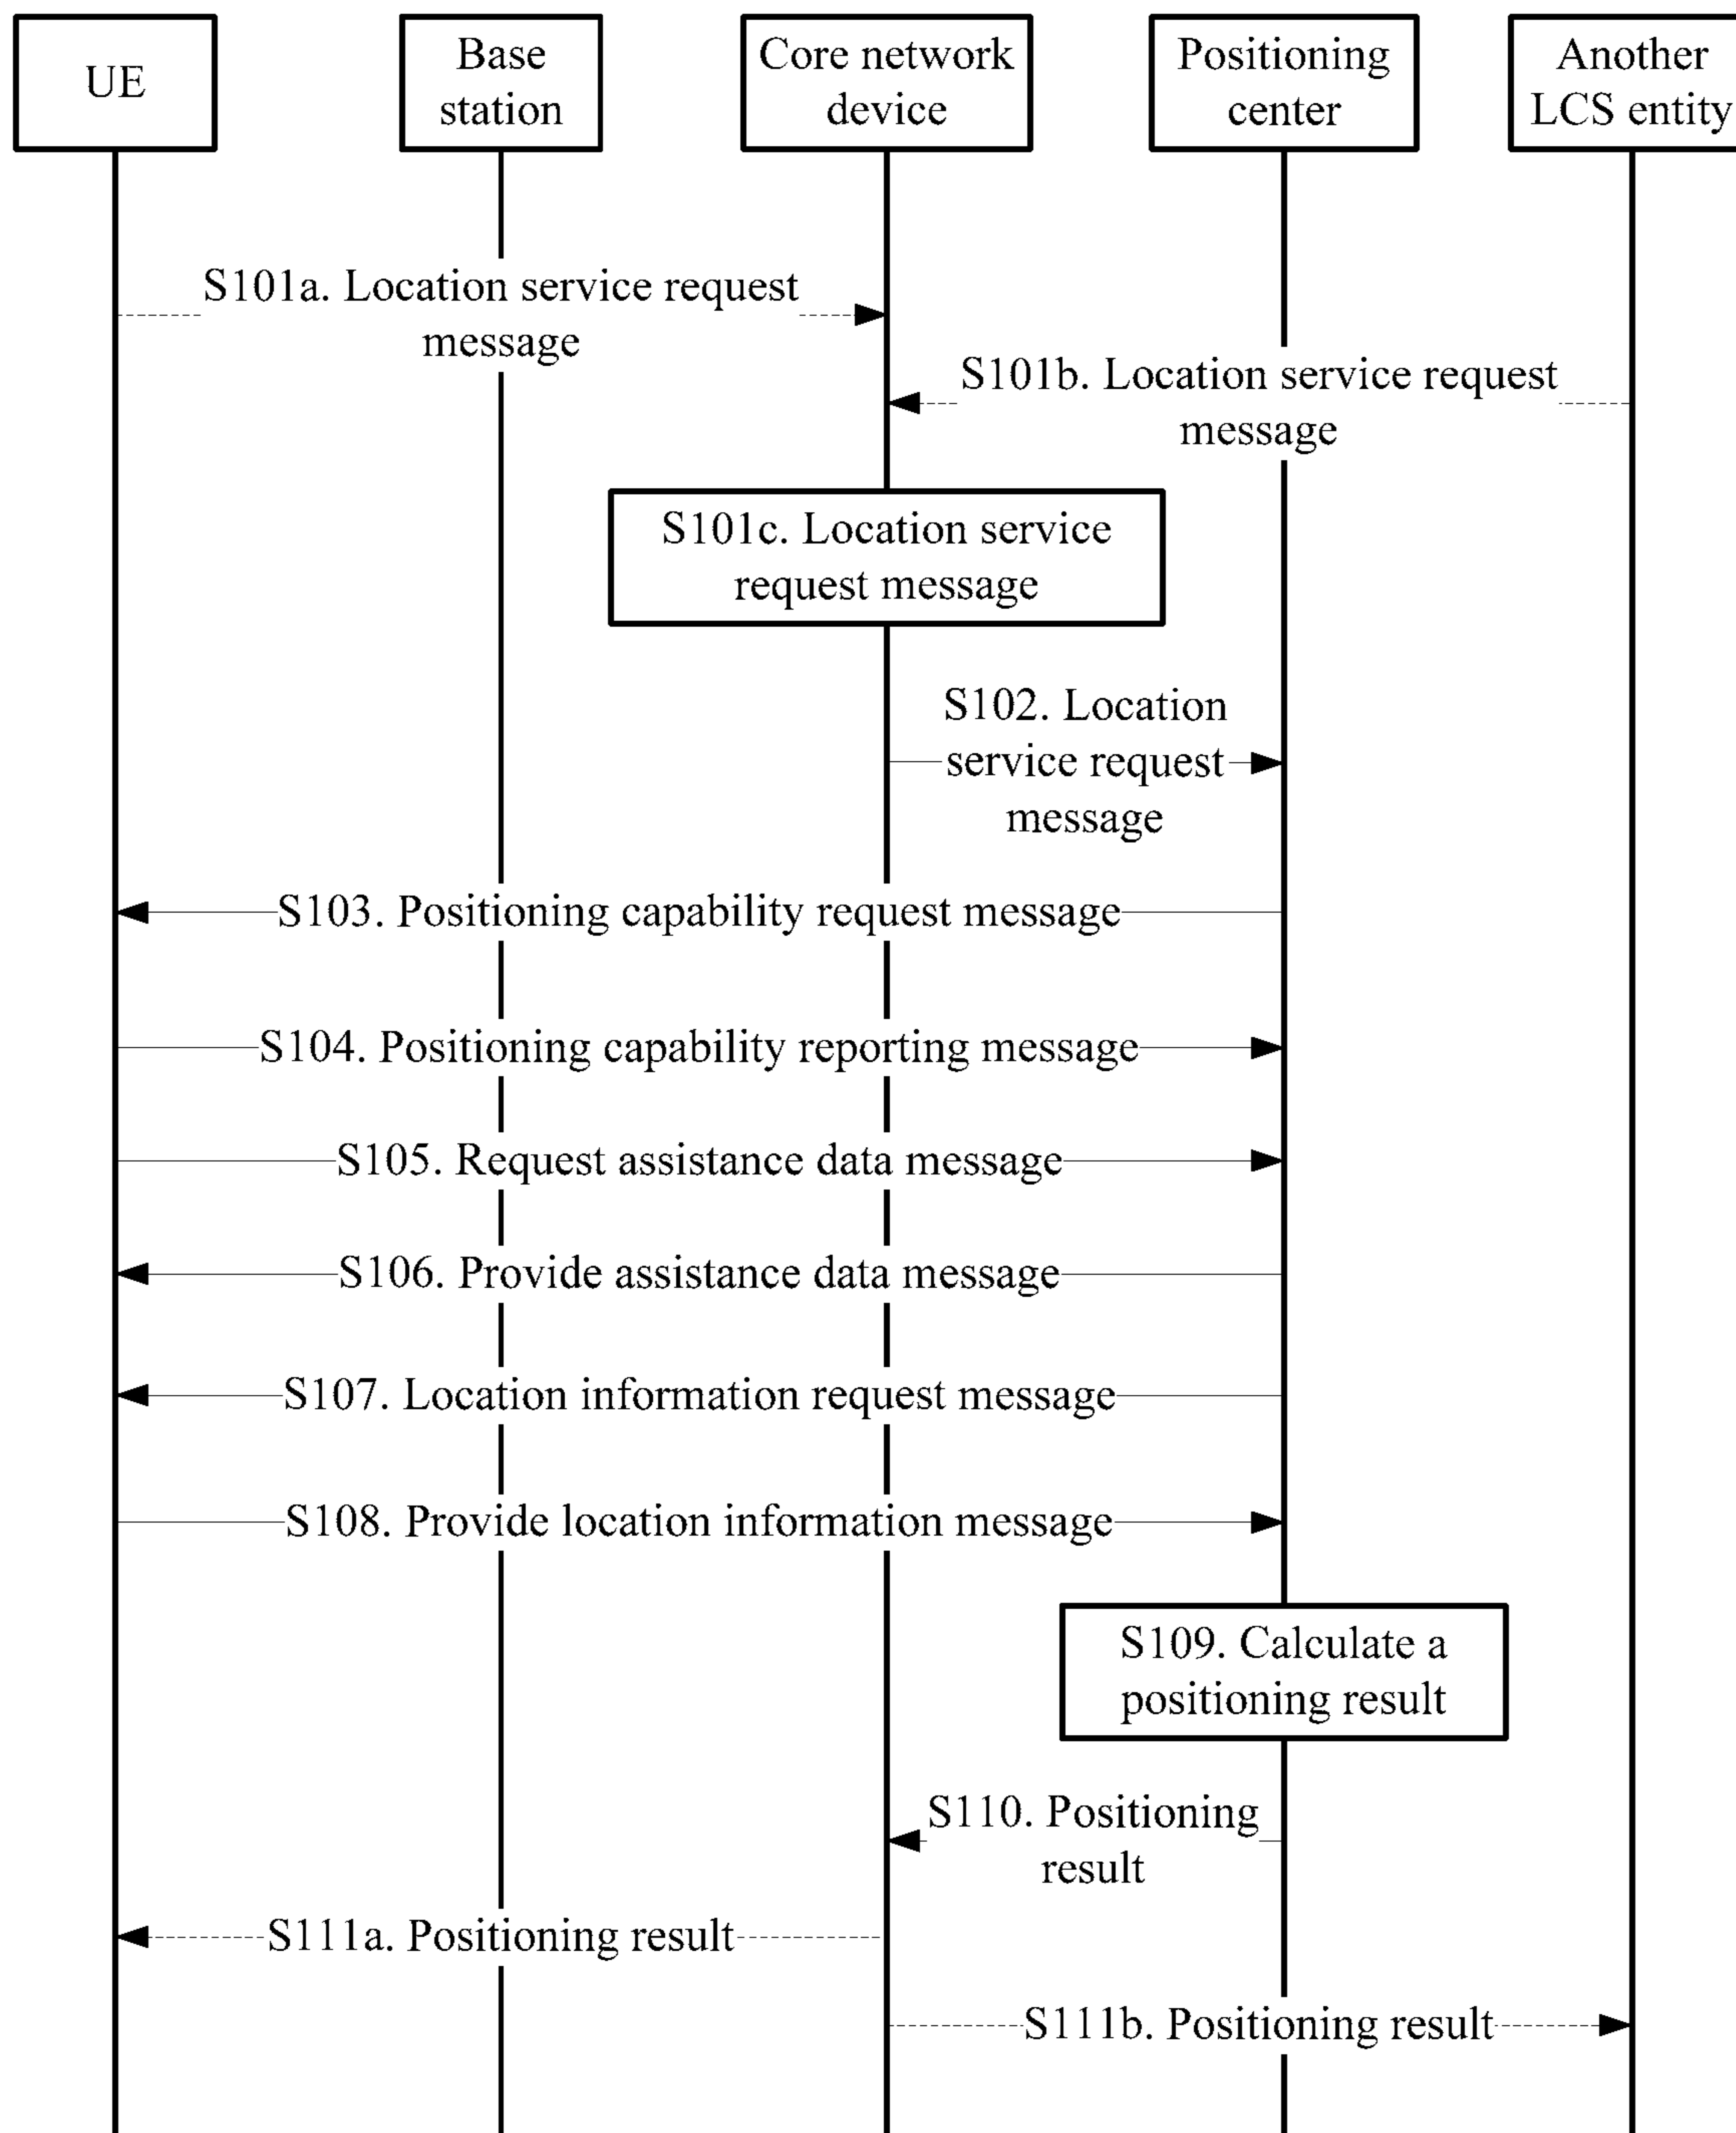 UE
Base
station
Core network
device
Positioning
center
Another
LCS entity
S101a. Location service request
message
S101b. Location service request
message
S101c. Location service
request message
S102. Location
service request
message
S103. Positioning capability request message
S104. Positioning capability reporting message
S105. Request assistance data message
S106. Provide assistance data message
S107. Location information request message
S108. Provide location information message
S109. Calculate a
positioning result
S110. Positioning
result
S111a. Positioning result
S111b. Positioning result